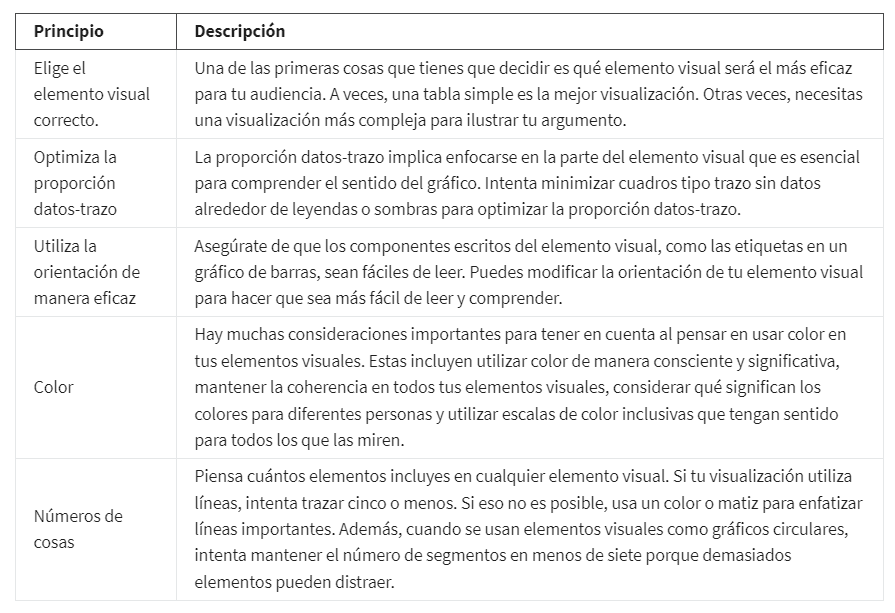 Principio
Descripción
Elige el
elemento visual
correcto.
Una de las primeras cosas que tienes que decidir es qué elemento visual será el más eficaz
para tu audiencia. A veces, una tabla simple es la mejor visualización. Otras veces, necesitas
una visualización más compleja para ilustrar tu argumento.
Optimiza la
proporción
datos-trazo
La proporción datos-trazo implica enfocarse en la parte del elemento visual que es esencial
para comprender el sentido del gráfico. Intenta minimizar cuadros tipo trazo sin datos
alrededor de leyendas o sombras para optimizar la proporción datos-trazo.
Utiliza la
orientación de
manera eficaz
Asegúrate de que los componentes escritos del elemento visual, como las etiquetas en un
gráfico de barras, sean fáciles de leer. Puedes modificar la orientación de tu elemento visual
para hacer que sea más fácil de leer y comprender.
Color
Hay muchas consideraciones importantes para tener en cuenta al pensar en usar color en
tus elementos visuales. Estas incluyen utilizar color de manera consciente y significativa,
mantener la coherencia en todos tus elementos visuales, considerar qué significan los
colores para diferentes personas y utilizar escalas de color inclusivas que tengan sentido
para todos los que las miren.
Números de
cosas
Piensa cuántos elementos incluyes en cualquier elemento visual. Si tu visualización utiliza
líneas, intenta trazar cinco o menos. Si eso no es posible, usa un color o matiz para enfatizar
líneas importantes. Además, cuando se usan elementos visuales como gráficos circulares,
intenta mantener el número de segmentos en menos de siete porque demasiados
elementos pueden distraer.